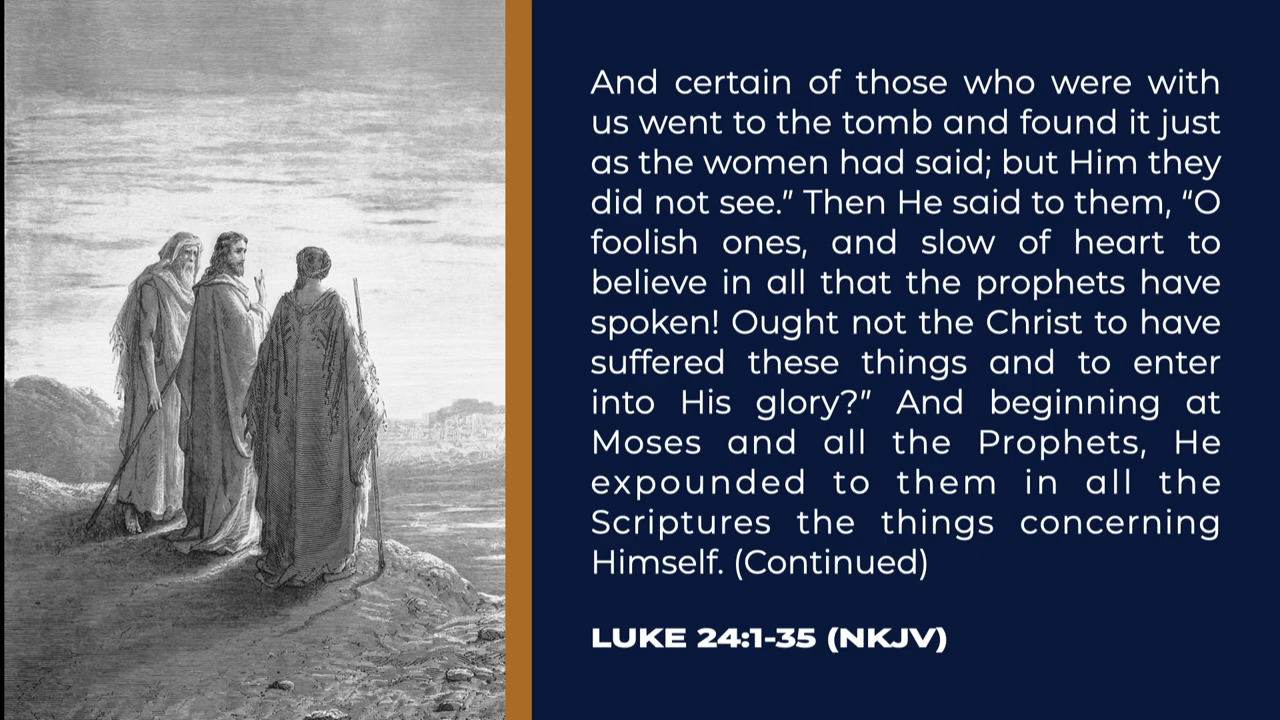 And certain of those who were with
us went to the tomb and found it just
as the women had said; but Him they
did not see.” Then He said to them, “O
foolish ones, and slow of heart to
believe in all that the prophets have
spoken! Ought not the Christ to have
suffered these things and to enter
into His glory?” And beginning at
Moses and all the Prophets, He
expounded to them in all the
Scriptures the things concerning
Himself. (Continued)
LUKE 24:1-35 (NKJV)